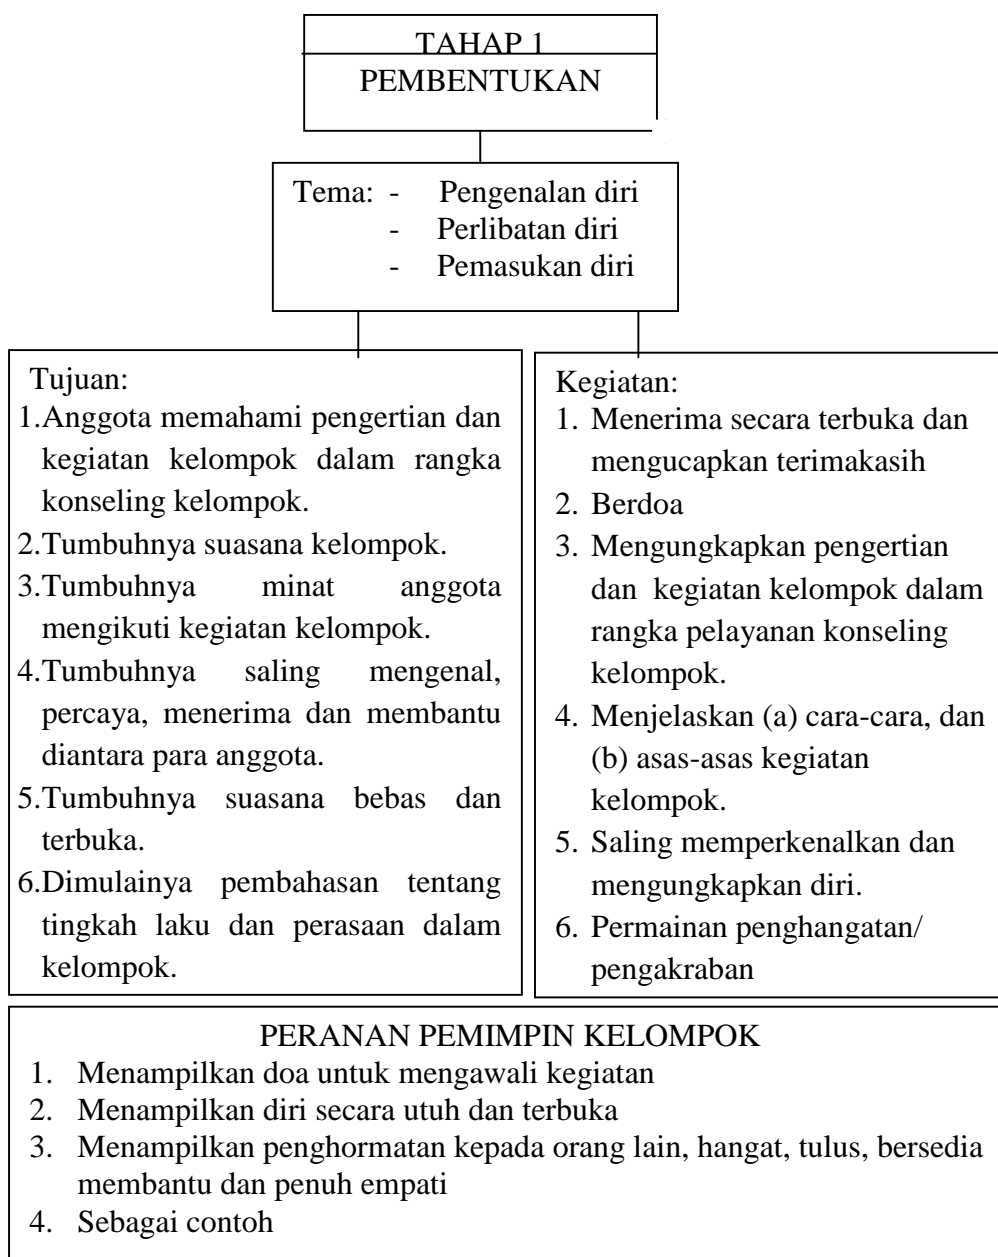 TAHAP 1
PEMBENTUKAN
Tema: - Pengenalan diri
- Perlibatan diri
- Pemasukan diri
Tujuan:
1.Anggota memahami pengertian dan
kegiatan kelompok dalam rangka
konseling kelompok.
2.Tumbuhnya suasana kelompok.
3.Tumbuhnya minat anggota
mengikuti kegiatan kelompok.
4.Tumbuhnya saling mengenal,
percaya, menerima dan membantu
diantara para anggota.
5.Tumbuhnya suasana bebas dan
terbuka.
6.Dimulainya pembahasan tentang
tingkah laku dan perasaan dalam
kelompok.
Kegiatan:
1. Menerima secara terbuka dan
mengucapkan terimakasih
2. Berdoa
3. Mengungkapkan pengertian
dan kegiatan kelompok dalam
rangka pelayanan konseling
kelompok.
4. Menjelaskan (a) cara-cara, dan
(b) asas-asas kegiatan
kelompok.
5. Saling memperkenalkan dan
mengungkapkan diri.
6. Permainan penghangatan/
pengakraban
PERANAN PEMIMPIN KELOMPOK
1. Menampilkan doa untuk mengawali kegiatan
2. Menampilkan diri secara utuh dan terbuka
3. Menampilkan penghormatan kepada orang lain, hangat, tulus, bersedia
membantu dan penuh empati
4. Sebagai contoh